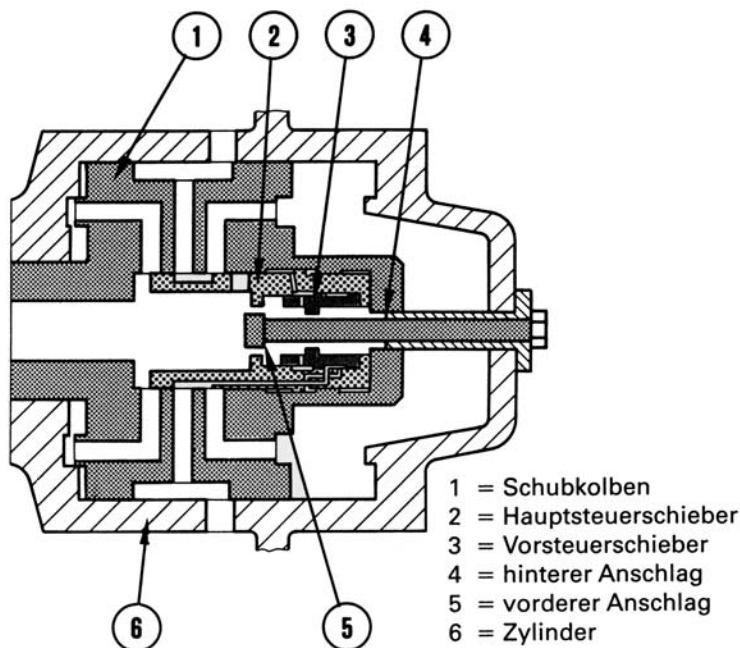 1 2 3 4
1 = Schubkolben
2 = Hauptsteuerschieber
3 = Vorsteuerschieber
4 = hinterer Anschlag
5 = vorderer Anschlag
6 = Zylinder
6 5